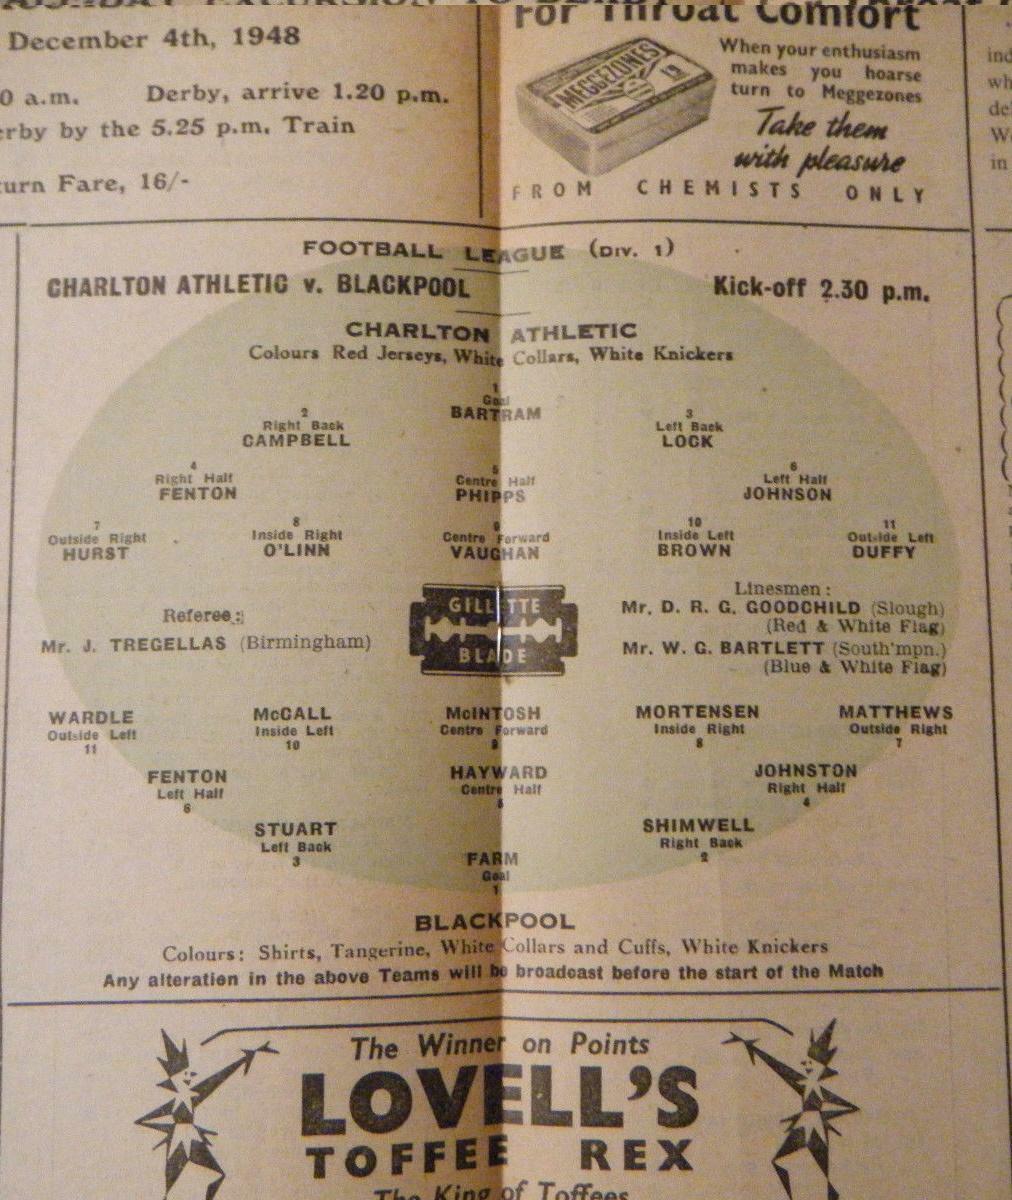 December 4th, 1948
0 a.m. Derby, arrive 1.20 p.m.
erby by the 5.25 p.m. Train
turn Fare, 16/-
For Throat Comfort
MEGGEZONES
When your enthusiasm
makes you hoarse
turn to Meggezones
Take them
with pleasure
FROM CHEMISTS ONLY
FOOTBALL LEAGUE (DIV. 1)
CHARLTON ATHLETIC v. BLACKPOOL Kick-off 2.30 p.m.
CHARLTON ATHLETIC
Colours Red Jerseys, White Collars, White Knickers
1
Goal
BARTRAM
2
Right Back
CAMPBELL
3
Left Back
LOCK
4
Right Half
FENTON
5
Centre Half
PHIPPS
6
Left Half
JOHNSON
7
Outside Right
HURST
8
Inside Right
O'LINN
9
Centre Forward
VAUGHAN
10
Inside Left
BROWN
11
Outside Left
DUFFY
Referee:
Mr. J. TREGELLAS (Birmingham)
GILLETTE
BLADE
Linesmen:
Mr. D. R. G. GOODCHILD (Slough)
(Red & White Flag)
Mr. W. G. BARTLETT (South'mpn.)
(Blue & White Flag)
WARDLE
Outside Left
11
McCALL
Inside Left
10
McINTOSH
Centre Forward
9
MORTENSEN
Inside Right
8
MATTHEWS
Outside Right
7
FENTON
Left Half
6
HAYWARD
Centre Half
5
JOHNSTON
Right Half
4
STUART
Left Back
3
SHIMWELL
Right Back
2
FARM
Goal
1
BLACKPOOL
Colours: Shirts, Tangerine, White Collars and Cuffs, White Knickers
Any alteration in the above Teams will be broadcast before the start of the Match
The Winner on Points
LOVELL'S
TOFFEE REX
The King of Toffees